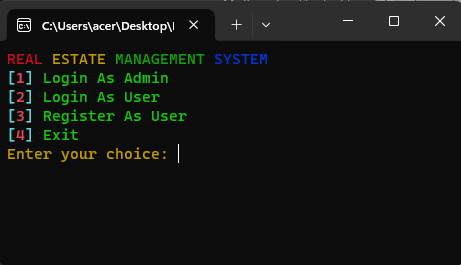 C:\Users\acer\Desktop\
REAL ESTATE MANAGEMENT SYSTEM
[1] Login As Admin
[2] Login As User
[3] Register As User
[4] Exit
Enter your choice: